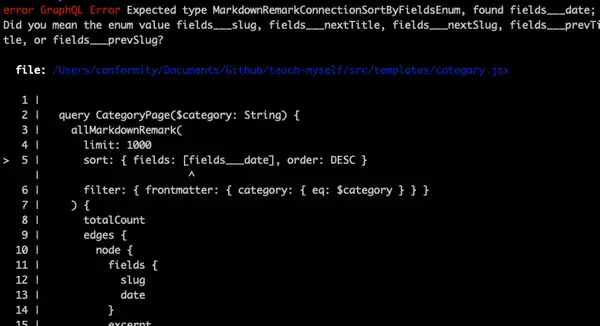 error GraphQL Error Expected type MarkdownRemarkConnectionSortByFieldsEnum, found fields___date;
Did you mean the enum value fields___slug, fields___nextTitle, fields___nextSlug, fields___prevTi
tle, or fields___prevSlug?
file: /Users/conformity/Documents/Github/teach-myself/src/templates/category.jsx
1 |
2 | query CategoryPage($category: String) {
3 | allMarkdownRemark(
4 | limit: 1000
> 5 | sort: { fields: [fields___date], order: DESC }
| ^
6 | filter: { frontmatter: { category: { eq: $category } } }
7 | ) {
8 | totalCount
9 | edges {
10 | node {
11 | fields {
12 | slug
13 | date
14 | }
15 | excerpt